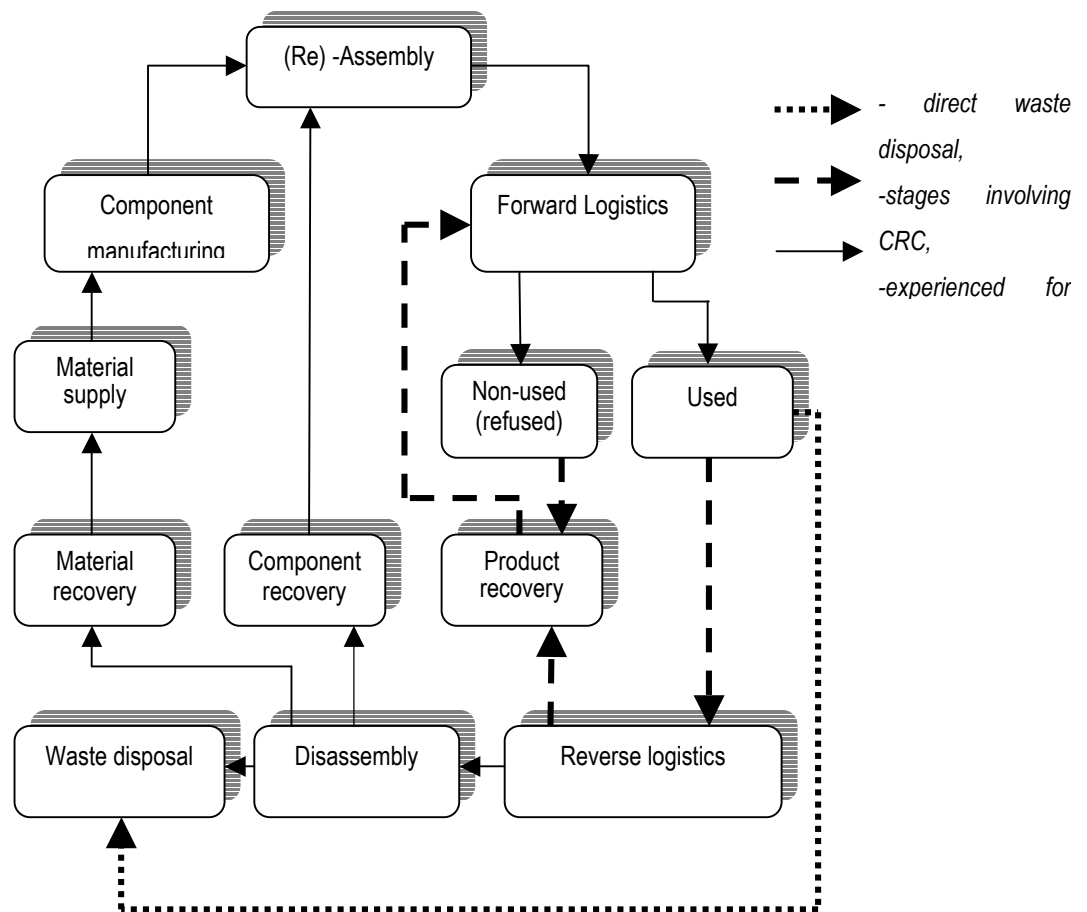 (Re) -Assembly
- direct waste
disposal,
-stages involving
CRC,
-experienced for
Component
manufacturing
Forward Logistics
Material
supply
Non-used
(refused)
Used
Material
recovery
Component
recovery
Product
recovery
Waste disposal
Disassembly
Reverse logistics